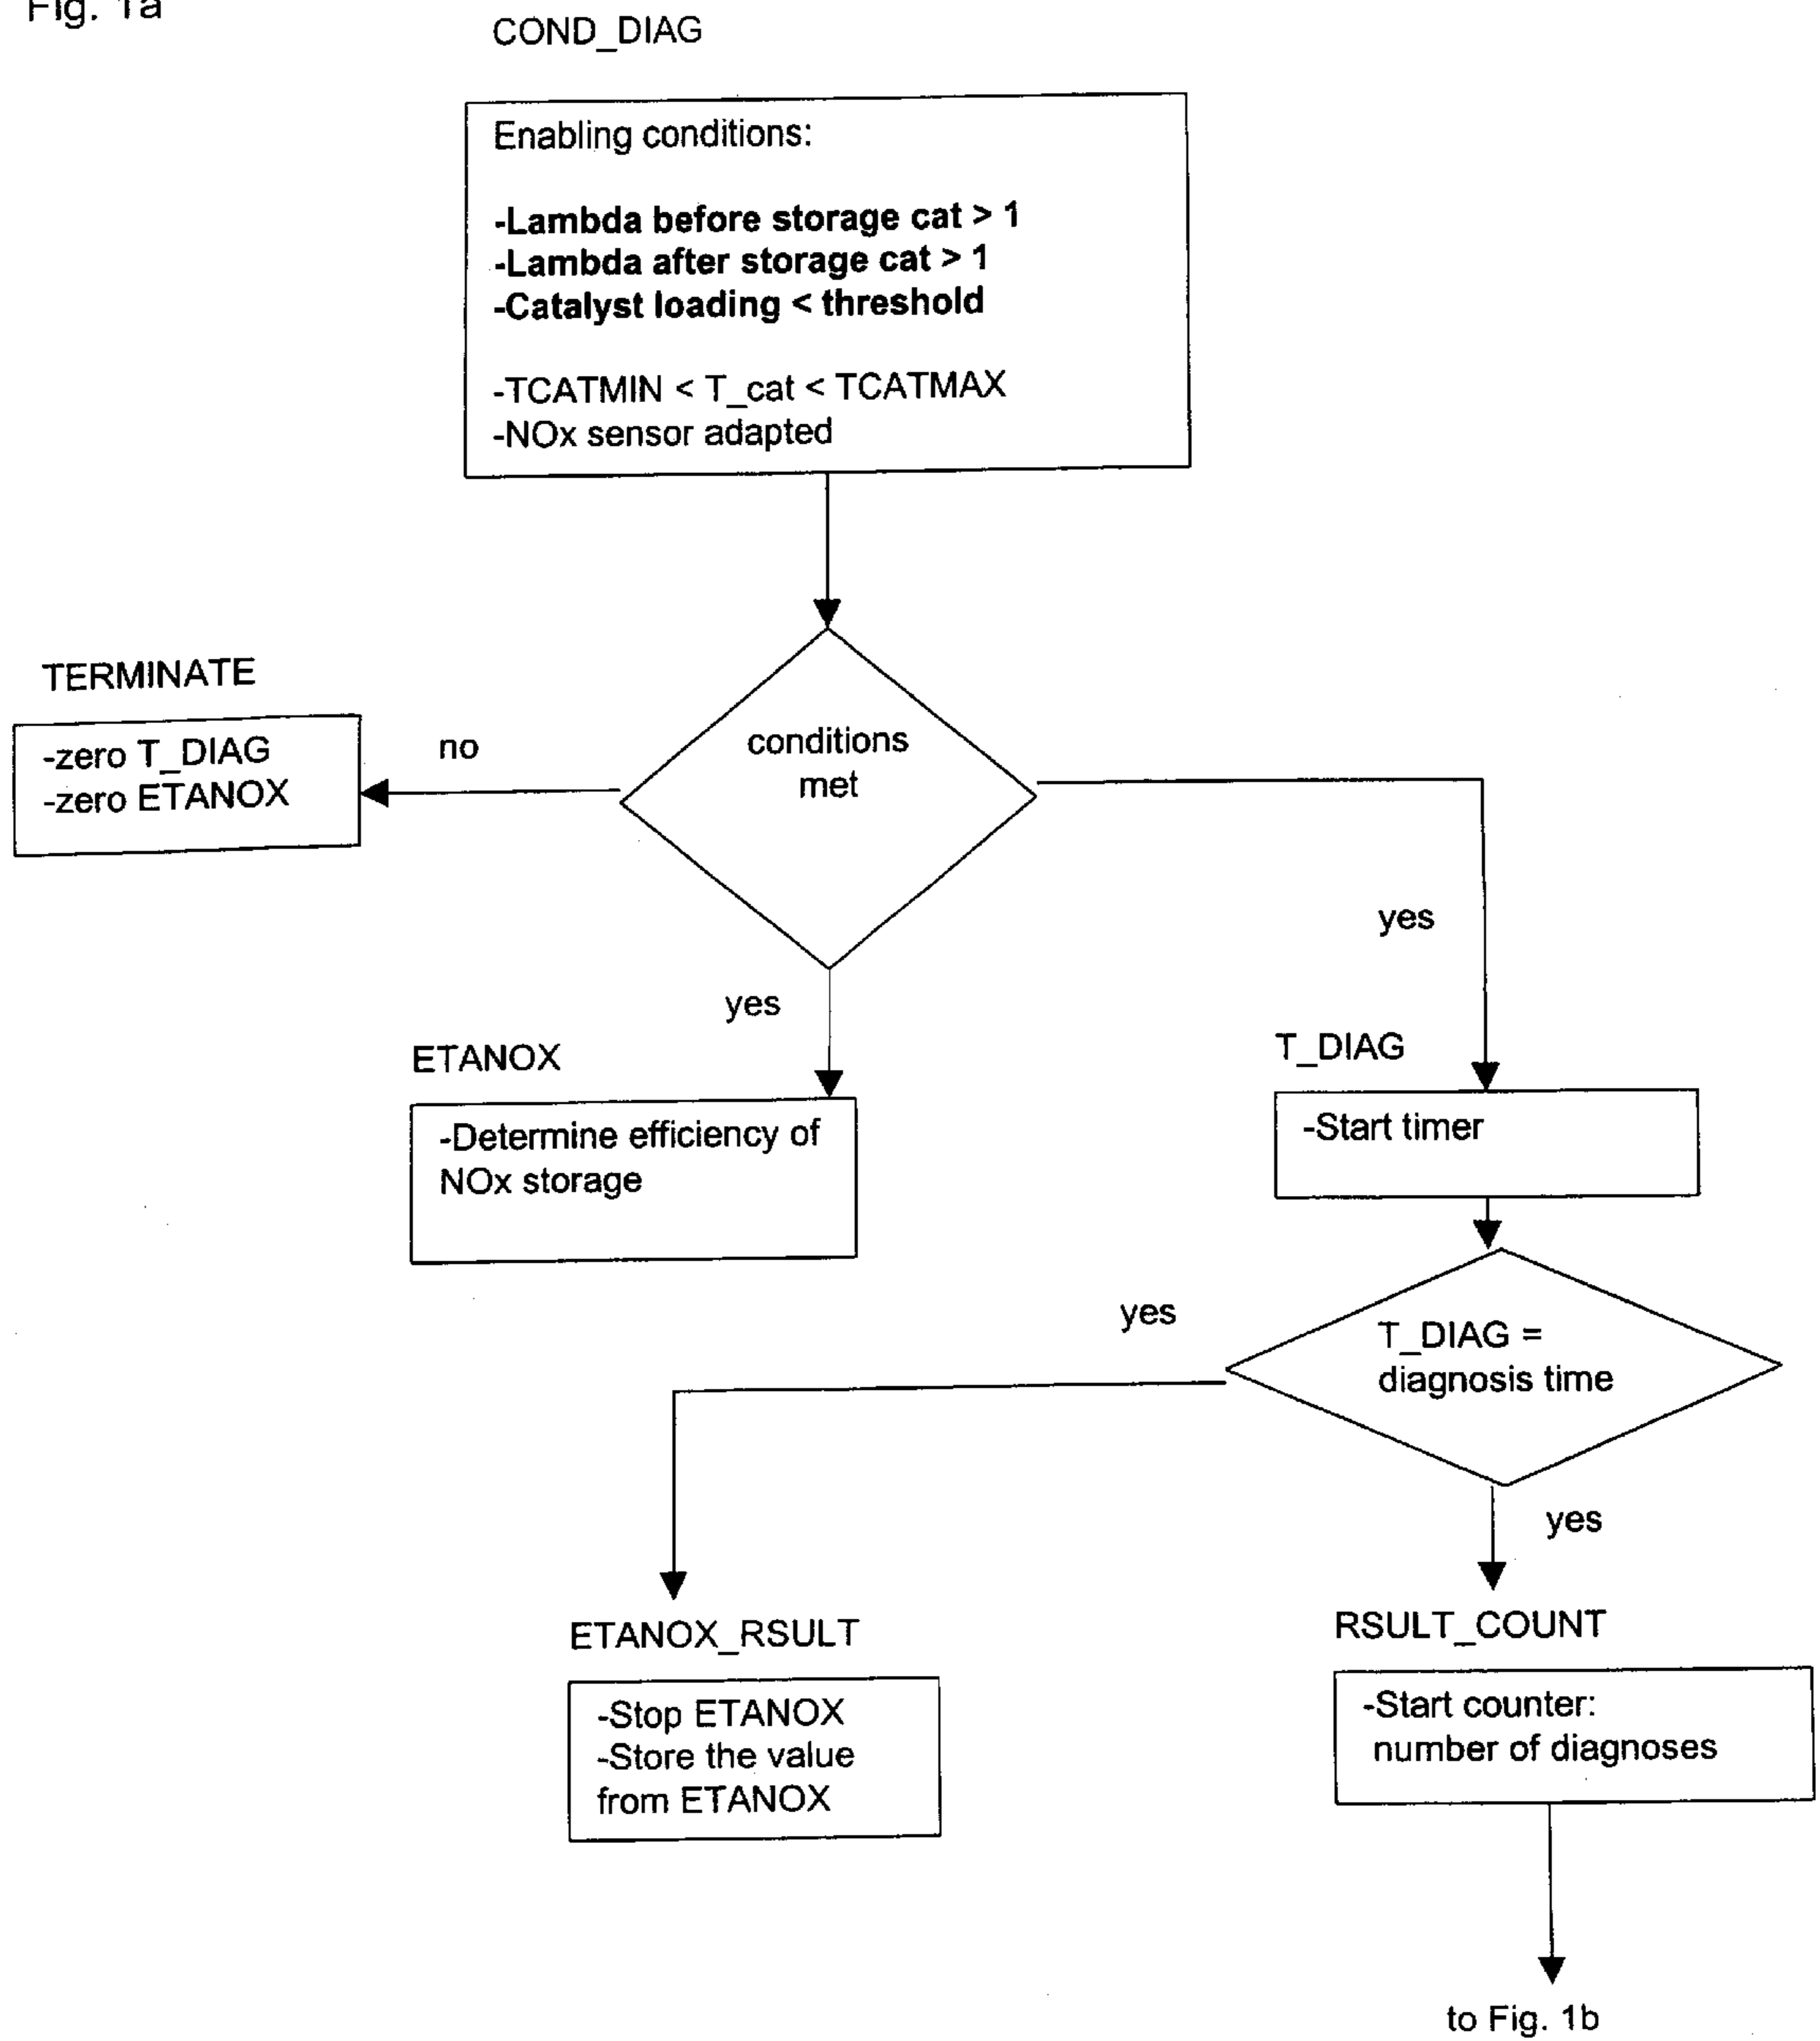 Fig. 1a
COND_DIAG
Enabling conditions:
-Lambda before storage cat > 1
-Lambda after storage cat > 1
-Catalyst loading < threshold
-TCATMIN < T_cat < TCATMAX
-NOx sensor adapted
TERMINATE
-zero T_DIAG
-zero ETANOX
no
conditions
met
yes
yes
ETANOX
-Determine efficiency of
NOx storage
T_DIAG
-Start timer
yes
T_DIAG =
diagnosis time
yes
ETANOX_RSULT
-Stop ETANOX
-Store the value
from ETANOX
RSULT_COUNT
-Start counter:
number of diagnoses
to Fig. 1b